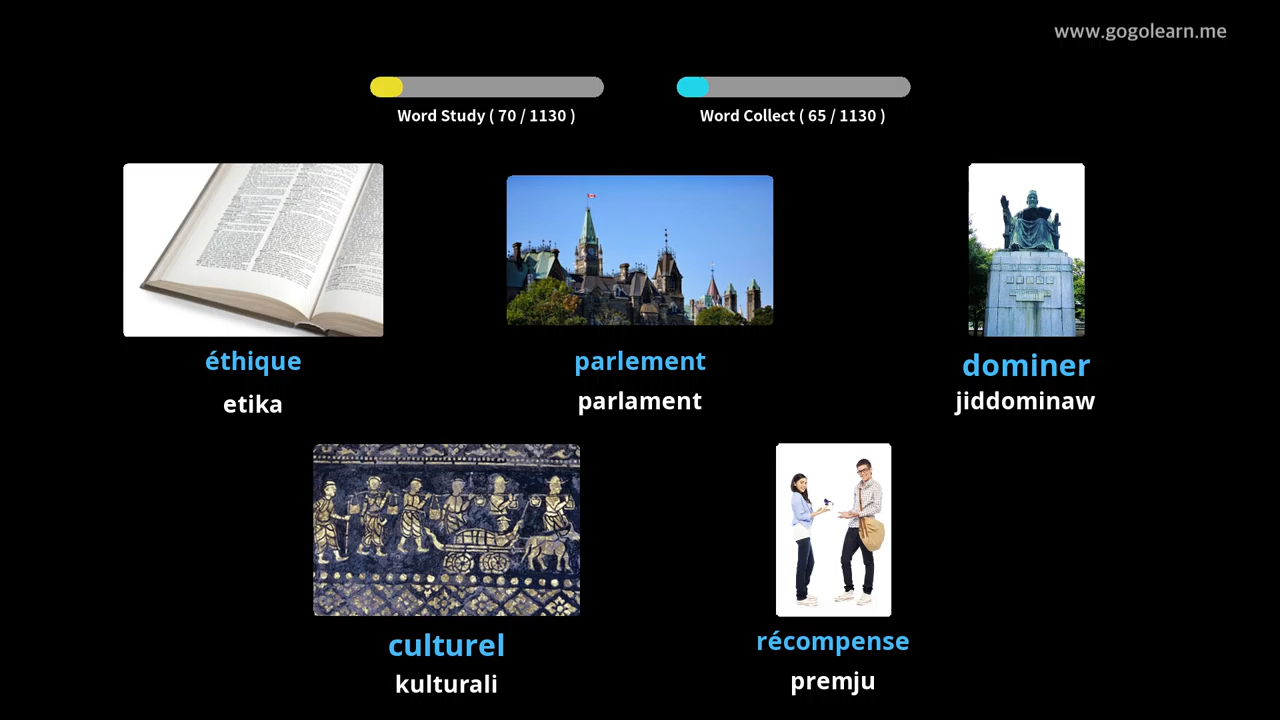 www.gogolearn.me
Word Study ( 70 / 1130 )
Word Collect ( 65 / 1130 )
éthique
etika
parlement
parlament
dominer
jiddominaw
culturel
kulturali
récompense
premju